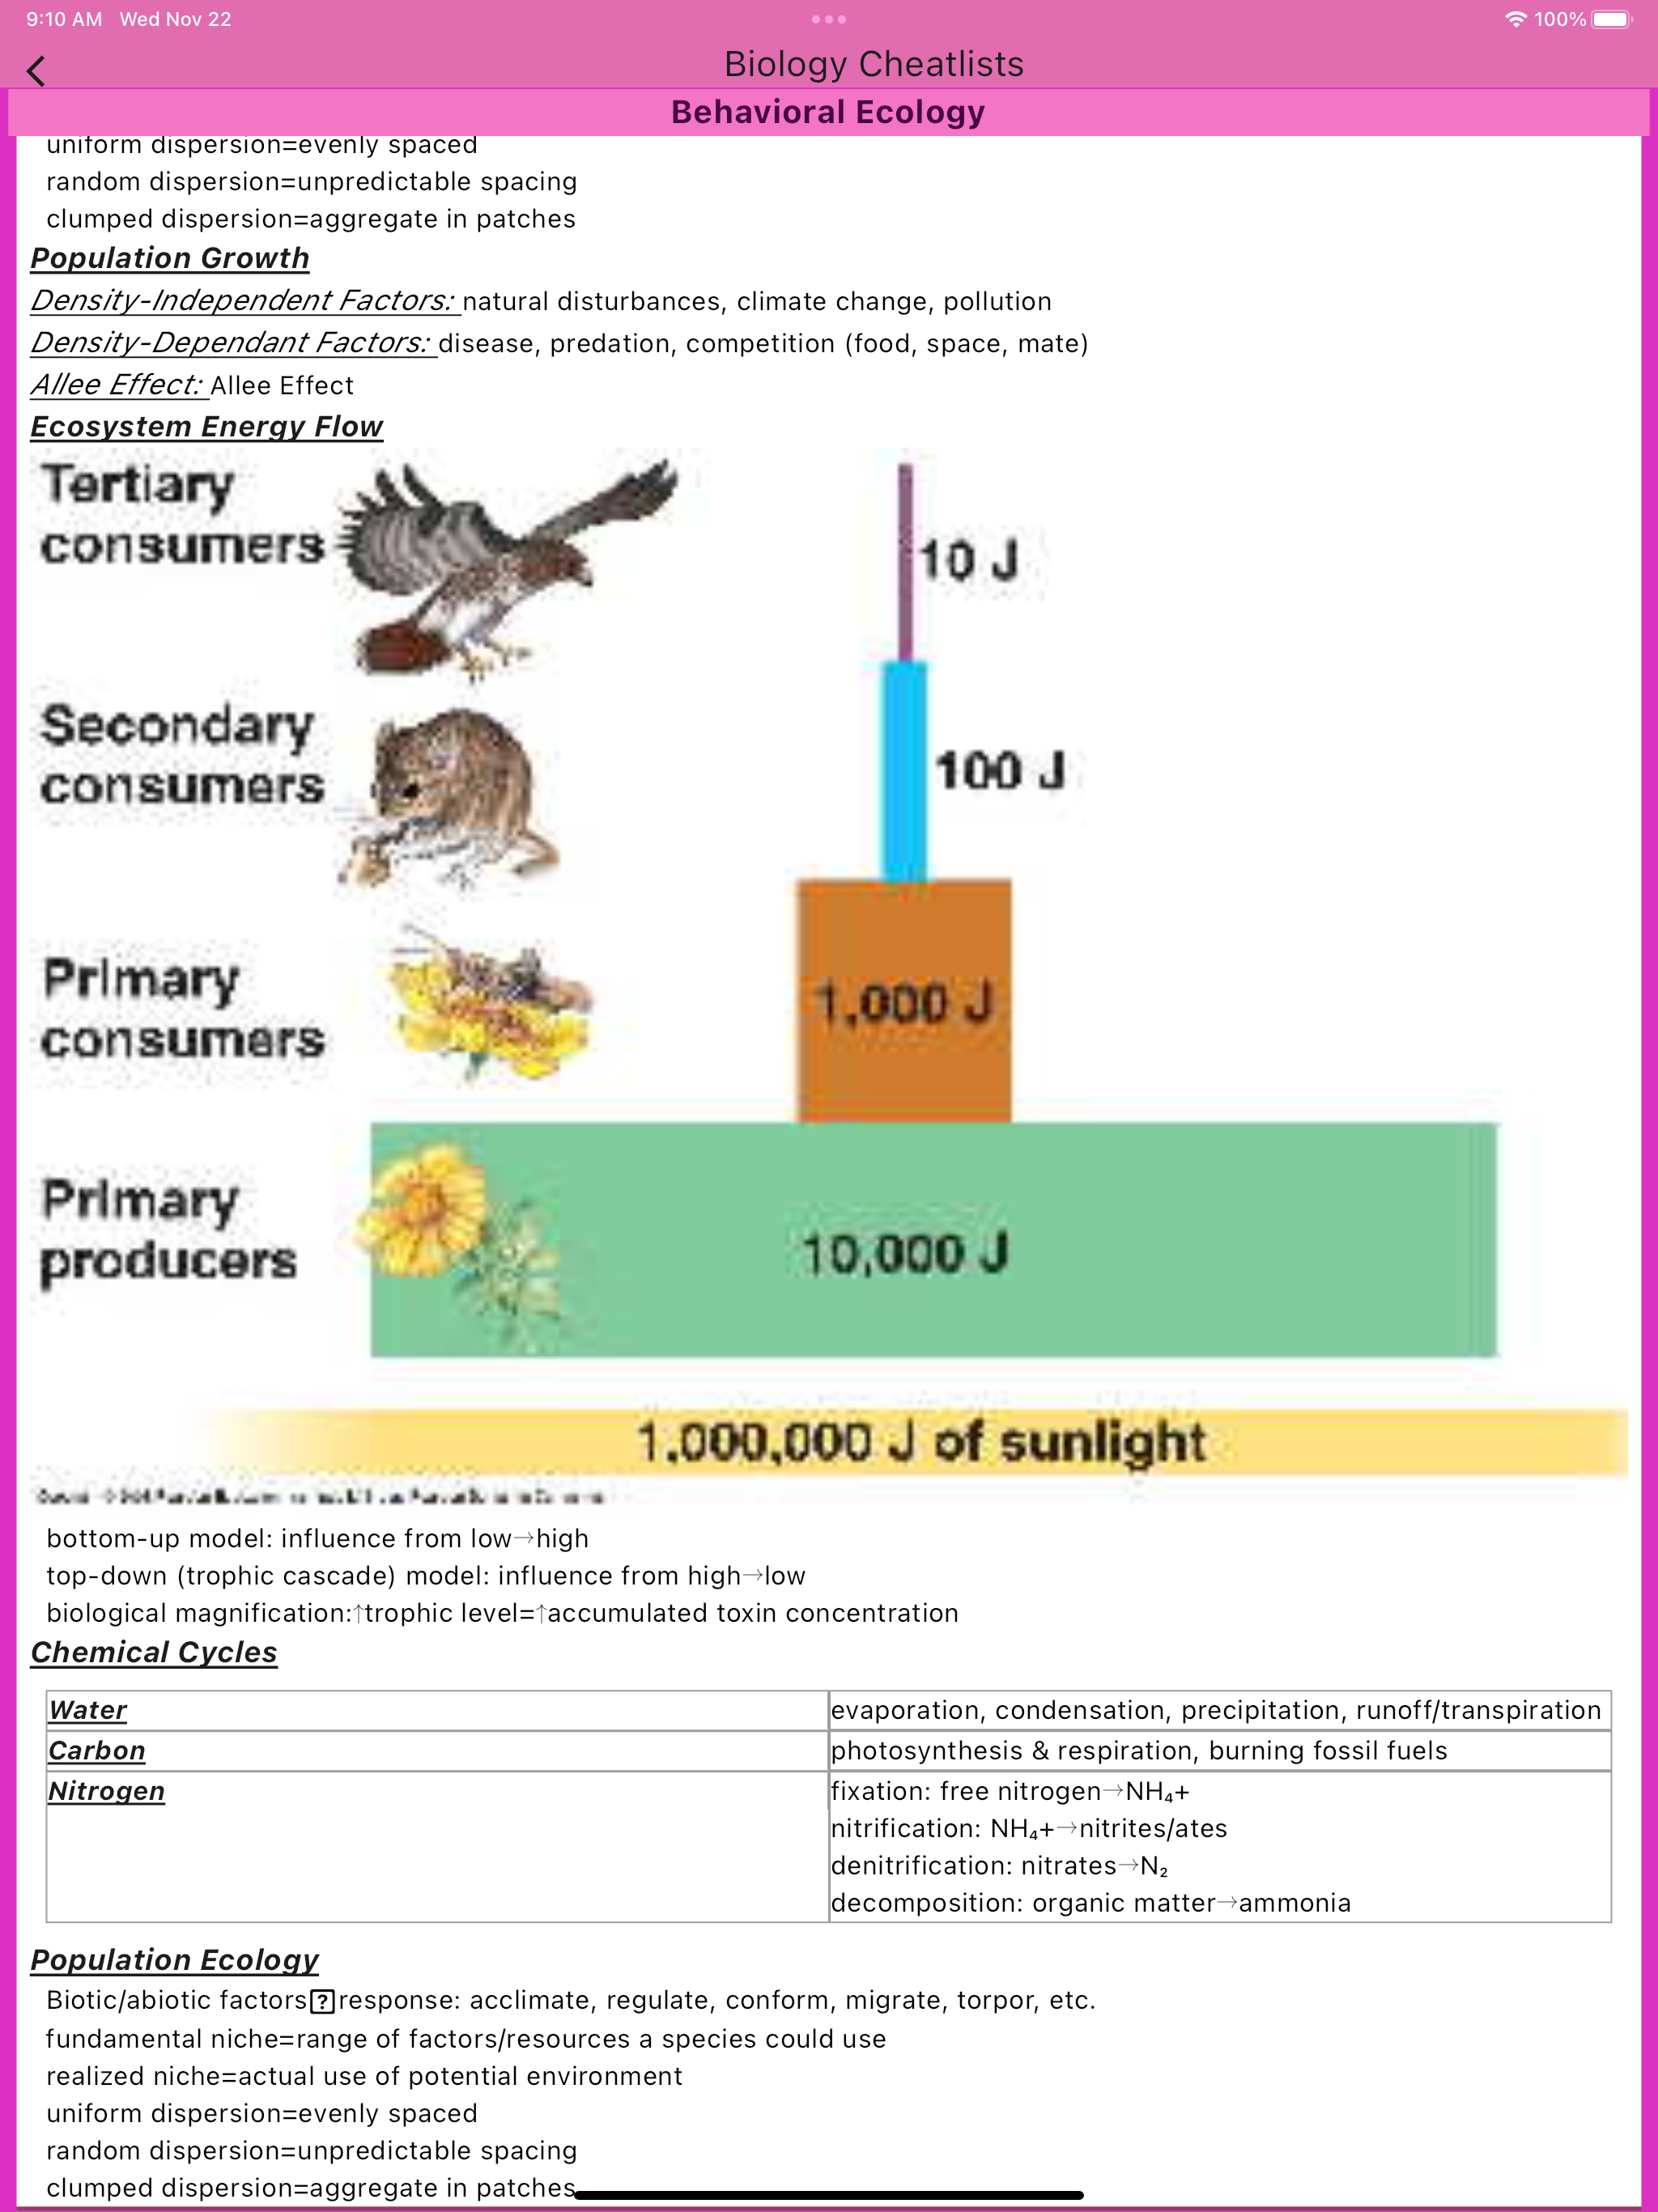 9:10 AM Wed Nov 22
100%
Biology Cheatlists
Behavioral Ecology
uniform dispersion=evenly spaced
random dispersion=unpredictable spacing
clumped dispersion=aggregate in patches
Population Growth
Density-Independent Factors: natural disturbances, climate change, pollution
Density-Dependant Factors: disease, predation, competition (food, space, mate)
Allee Effect: Allee Effect
Ecosystem Energy Flow
Tertiary
consumers
10 J
Secondary
consumers
100 J
Primary
consumers
1,000 J
Primary
producers
10,000 J
1,000,000 J of sunlight
bottom-up model: influence from low→high
top-down (trophic cascade) model: influence from high→low
biological magnification:↑trophic level=↑accumulated toxin concentration
Chemical Cycles
Water evaporation, condensation, precipitation, runoff/transpiration
Carbon photosynthesis & respiration, burning fossil fuels
Nitrogen fixation: free nitrogen→NH₄+
nitrification: NH₄+→nitrites/ates
denitrification: nitrates→N₂
decomposition: organic matter→ammonia
Population Ecology
Biotic/abiotic factors⍰response: acclimate, regulate, conform, migrate, torpor, etc.
fundamental niche=range of factors/resources a species could use
realized niche=actual use of potential environment
uniform dispersion=evenly spaced
random dispersion=unpredictable spacing
clumped dispersion=aggregate in patches